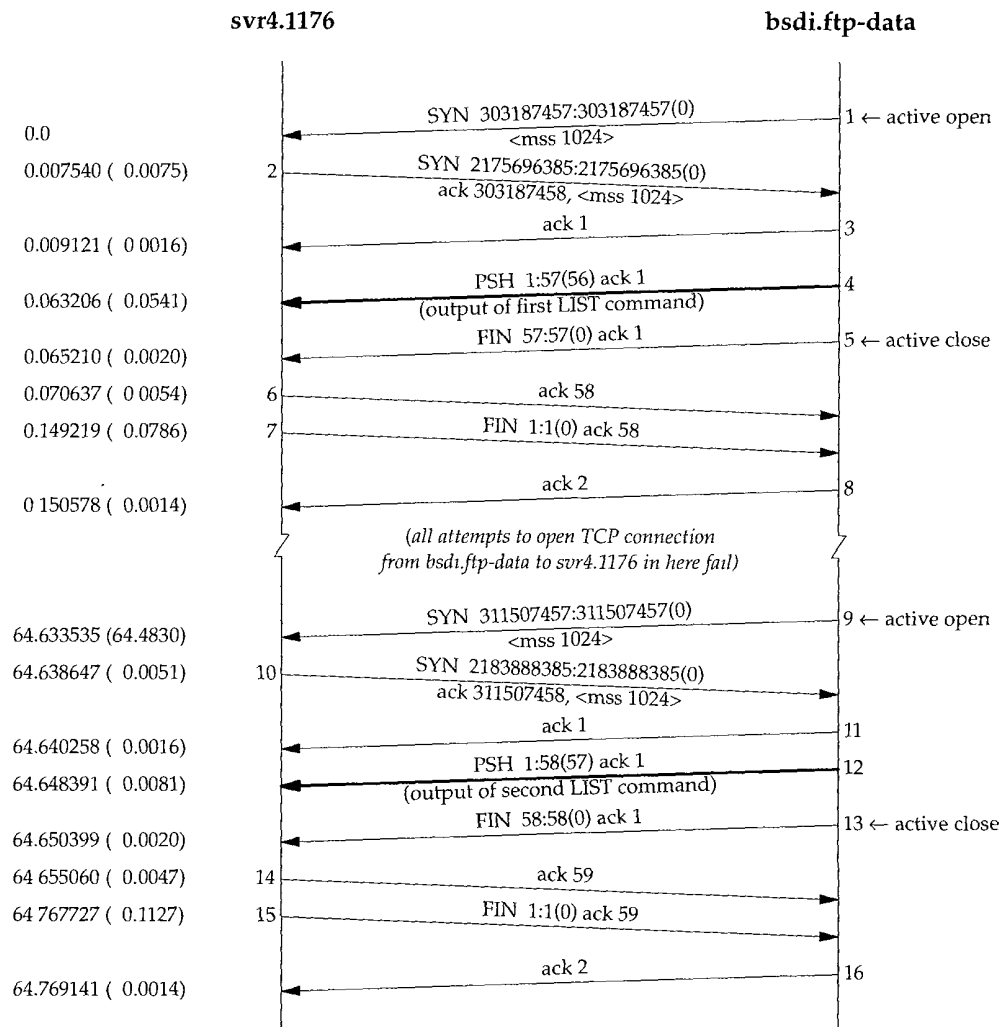 svr4.1176 bsdi.ftp-data
SYN 303187457:303187457(0) 1 ← active open
0.0 <mss 1024>
0.007540 ( 0.0075) 2 SYN 2175696385:2175696385(0)
ack 303187458, <mss 1024>
ack 1 3
0.009121 ( 0 0016)
PSH 1:57(56) ack 1 4
0.063206 ( 0.0541) (output of first LIST command)
FIN 57:57(0) ack 1 5 ← active close
0.065210 ( 0.0020)
0.070637 ( 0 0054) 6 ack 58
0.149219 ( 0.0786) 7 FIN 1:1(0) ack 58
ack 2 8
0 150578 ( 0.0014)
(all attempts to open TCP connection
from bsdi.ftp-data to svr4.1176 in here fail)
SYN 311507457:311507457(0) 9 ← active open
64.633535 (64.4830) <mss 1024>
64.638647 ( 0.0051) 10 SYN 2183888385:2183888385(0)
ack 311507458, <mss 1024>
ack 1 11
64.640258 ( 0.0016)
PSH 1:58(57) ack 1 12
64.648391 ( 0.0081) (output of second LIST command)
FIN 58:58(0) ack 1 13 ← active close
64.650399 ( 0.0020)
64 655060 ( 0.0047) 14 ack 59
64 767727 ( 0.1127) 15 FIN 1:1(0) ack 59
ack 2 16
64.769141 ( 0.0014)